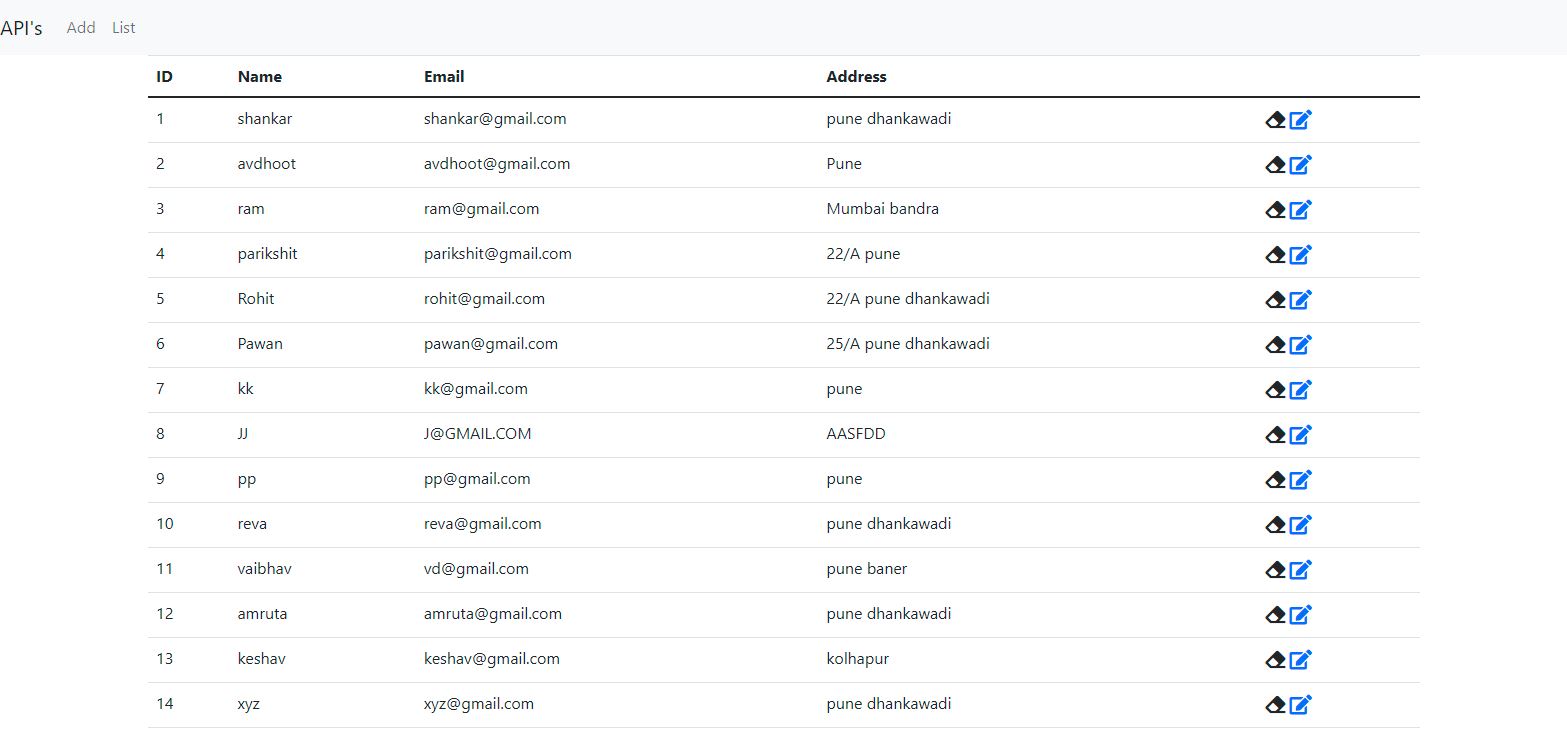 API's Add List
ID Name Email Address
1 shankar shankar@gmail.com pune dhankawadi
2 avdhoot avdhoot@gmail.com Pune
3 ram ram@gmail.com Mumbai bandra
4 parikshit parikshit@gmail.com 22/A pune
5 Rohit rohit@gmail.com 22/A pune dhankawadi
6 Pawan pawan@gmail.com 25/A pune dhankawadi
7 kk kk@gmail.com pune
8 JJ J@GMAIL.COM AASFDD
9 pp pp@gmail.com pune
10 reva reva@gmail.com pune dhankawadi
11 vaibhav vd@gmail.com pune baner
12 amruta amruta@gmail.com pune dhankawadi
13 keshav keshav@gmail.com kolhapur
14 xyz xyz@gmail.com pune dhankawadi